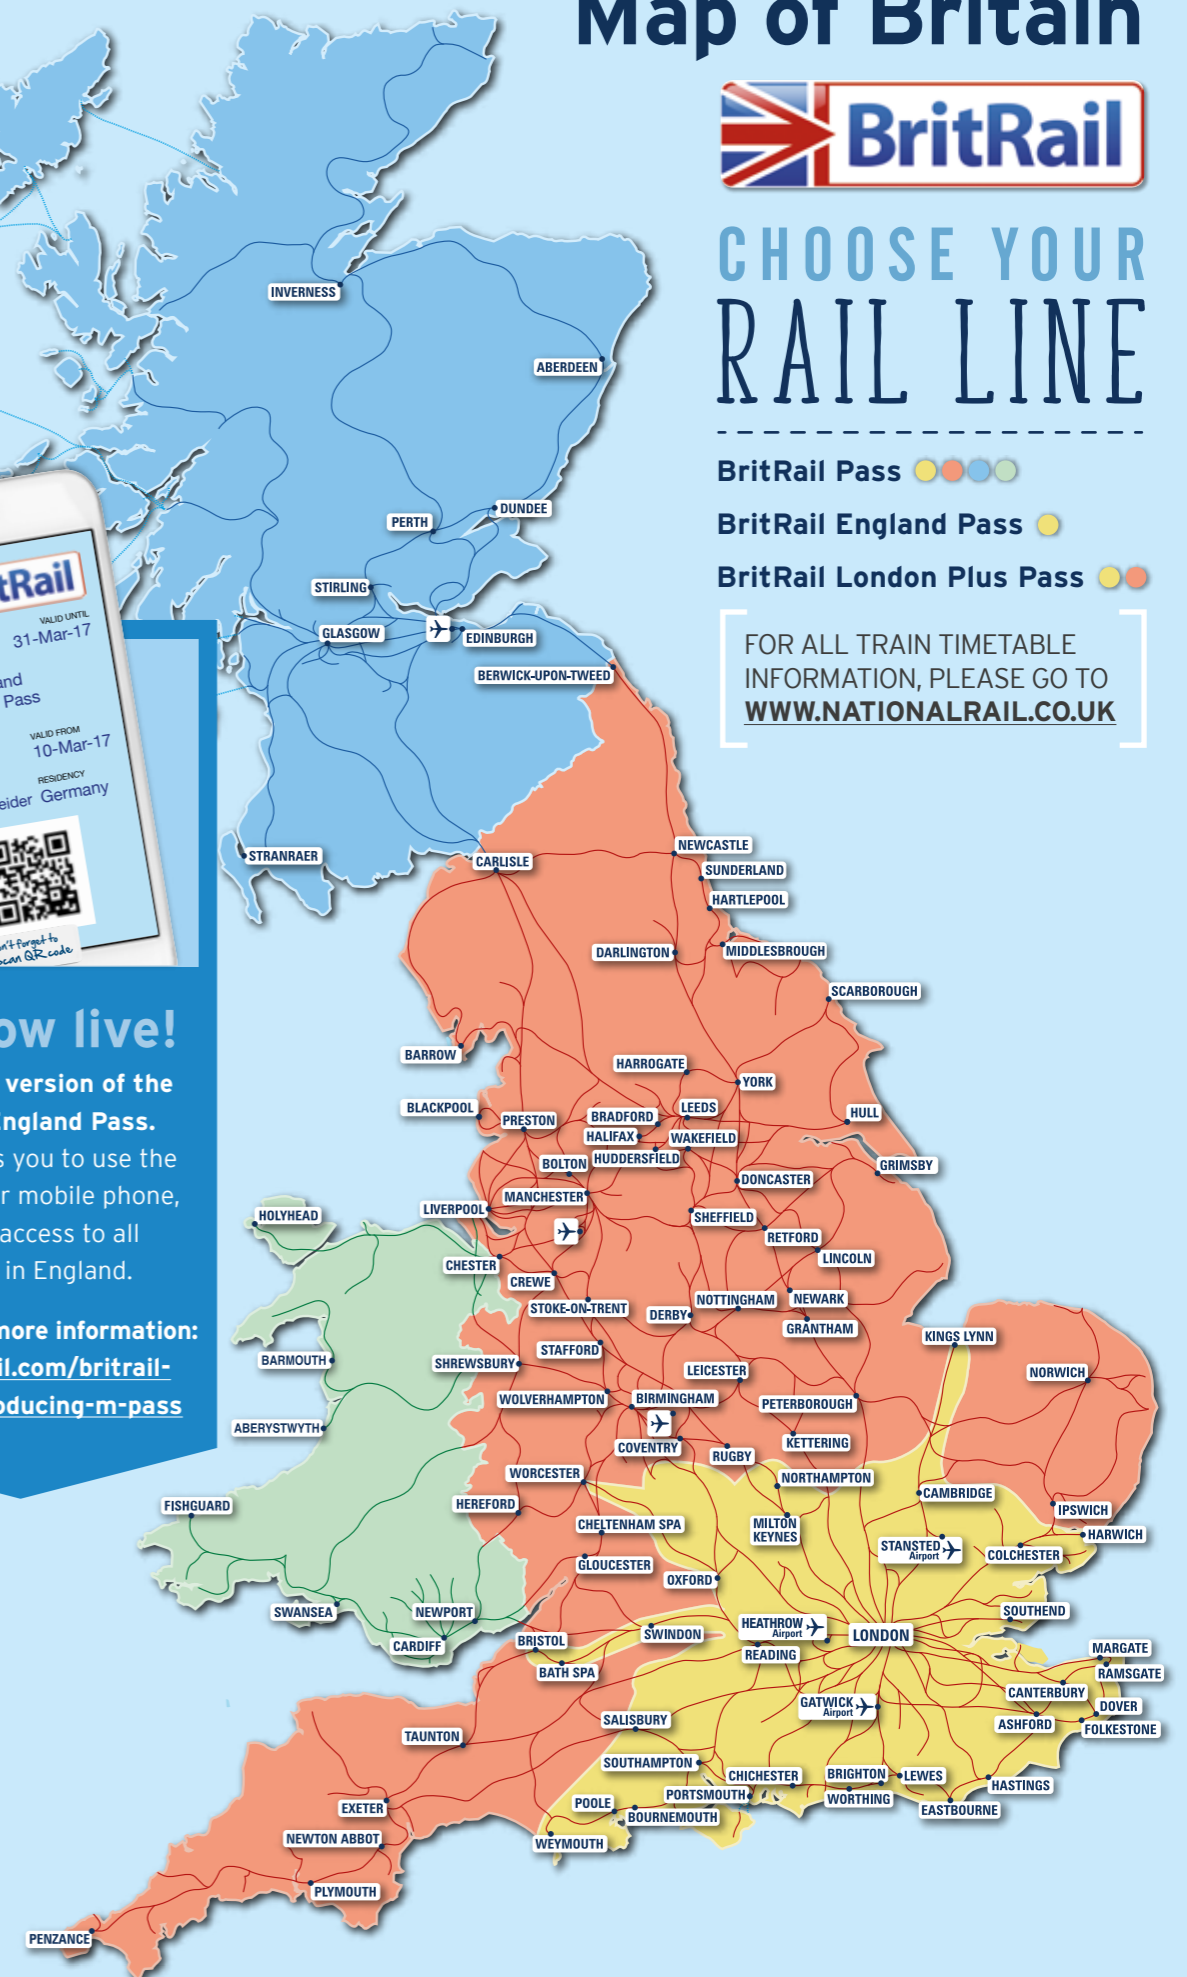 Map of Britain
BritRail
CHOOSE YOUR
RAIL LINE
BritRail Pass
BritRail England Pass
BritRail London Plus Pass
FOR ALL TRAIN TIMETABLE
INFORMATION, PLEASE GO TO
WWW.NATIONALRAIL.CO.UK
INVERNESS
ABERDEEN
DUNDEE
PERTH
STIRLING
GLASGOW
EDINBURGH
BERWICK-UPON-TWEED
STRANRAER
CARLISLE
NEWCASTLE
SUNDERLAND
HARTLEPOOL
DARLINGTON
MIDDLESBROUGH
SCARBOROUGH
BARROW
HARROGATE
YORK
BLACKPOOL
PRESTON
BRADFORD
LEEDS
HULL
HALIFAX
WAKEFIELD
HUDDERSFIELD
BOLTON
GRIMSBY
DONCASTER
MANCHESTER
LIVERPOOL
SHEFFIELD
HOLYHEAD
RETFORD
LINCOLN
CHESTER
CREWE
STOKE-ON-TRENT
NOTTINGHAM
NEWARK
DERBY
GRANTHAM
KINGS LYNN
STAFFORD
BARMOUTH
SHREWSBURY
LEICESTER
NORWICH
WOLVERHAMPTON
BIRMINGHAM
PETERBOROUGH
ABERYSTWYTH
COVENTRY
KETTERING
RUGBY
WORCESTER
NORTHAMPTON
CAMBRIDGE
FISHGUARD
HEREFORD
IPSWICH
CHELTENHAM SPA
MILTON
KEYNES
HARWICH
STANSTED
Airport
COLCHESTER
GLOUCESTER
OXFORD
SWANSEA
NEWPORT
SOUTHEND
CARDIFF
BRISTOL
SWINDON
HEATHROW
Airport
LONDON
READING
MARGATE
BATH SPA
RAMSGATE
CANTERBURY
GATWICK
Airport
DOVER
SALISBURY
ASHFORD
FOLKESTONE
TAUNTON
SOUTHAMPTON
CHICHESTER
BRIGHTON
LEWES
HASTINGS
PORTSMOUTH
WORTHING
EASTBOURNE
POOLE
BOURNEMOUTH
EXETER
WEYMOUTH
NEWTON ABBOT
PLYMOUTH
PENZANCE
tRail
VALID UNTIL
31-Mar-17
and
Pass
VALID FROM
10-Mar-17
RESIDENCY
eider Germany
n't forget to
scan QR code
ow live!
version of the
England Pass.
s you to use the
r mobile phone,
access to all
in England.
more information:
il.com/britrail-
oducing-m-pass